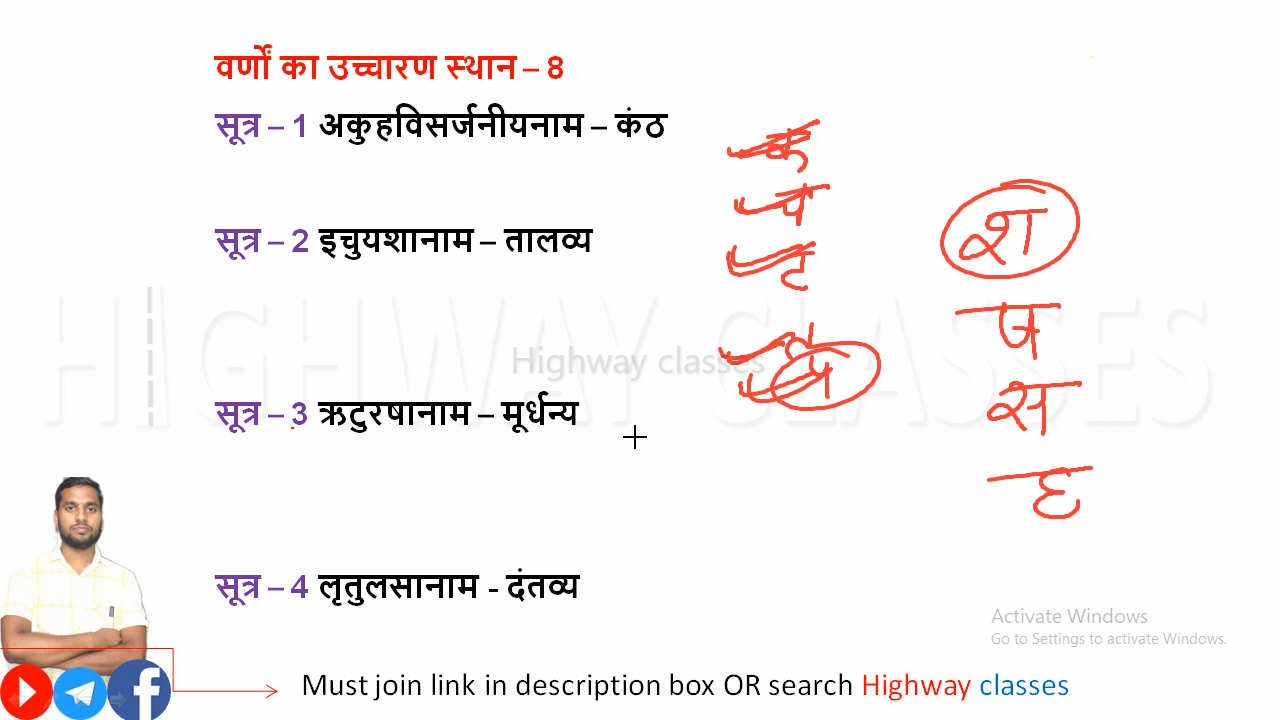 वर्णों का उच्चारण स्थान – 8
सूत्र – 1 अकुहविसर्जनीयनाम – कंठ
सूत्र – 2 इचुयशानाम – तालव्य
सूत्र – 3 ऋटुरषानाम – मूर्धन्य
सूत्र – 4 लृतुलसानाम - दंतव्य
क
च
ट
त
प
श
ष
स
ह
HIGHWAY CLASSES
Highway classes
Activate Windows
Go to Settings to activate Windows.
Must join link in description box OR search Highway classes